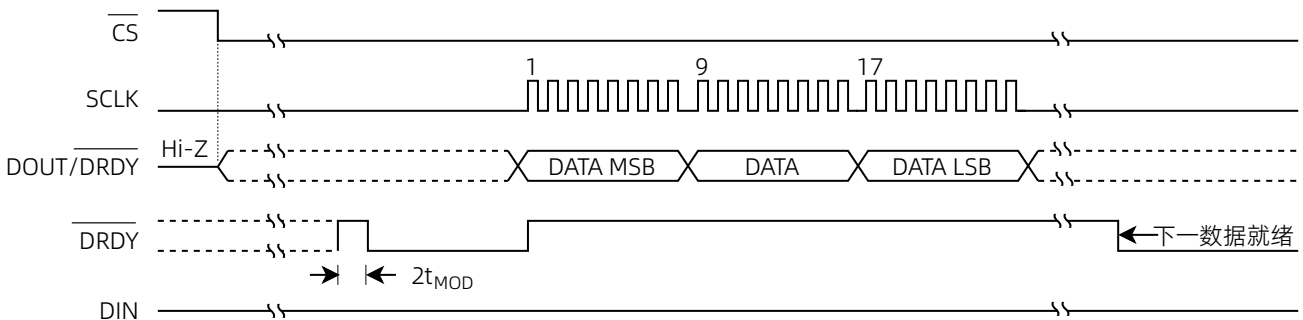 CS
1 9 17
SCLK
Hi-Z
DOUT/DRDY DATA MSB DATA DATA LSB
DRDY 下一数据就绪
2tMOD
DIN